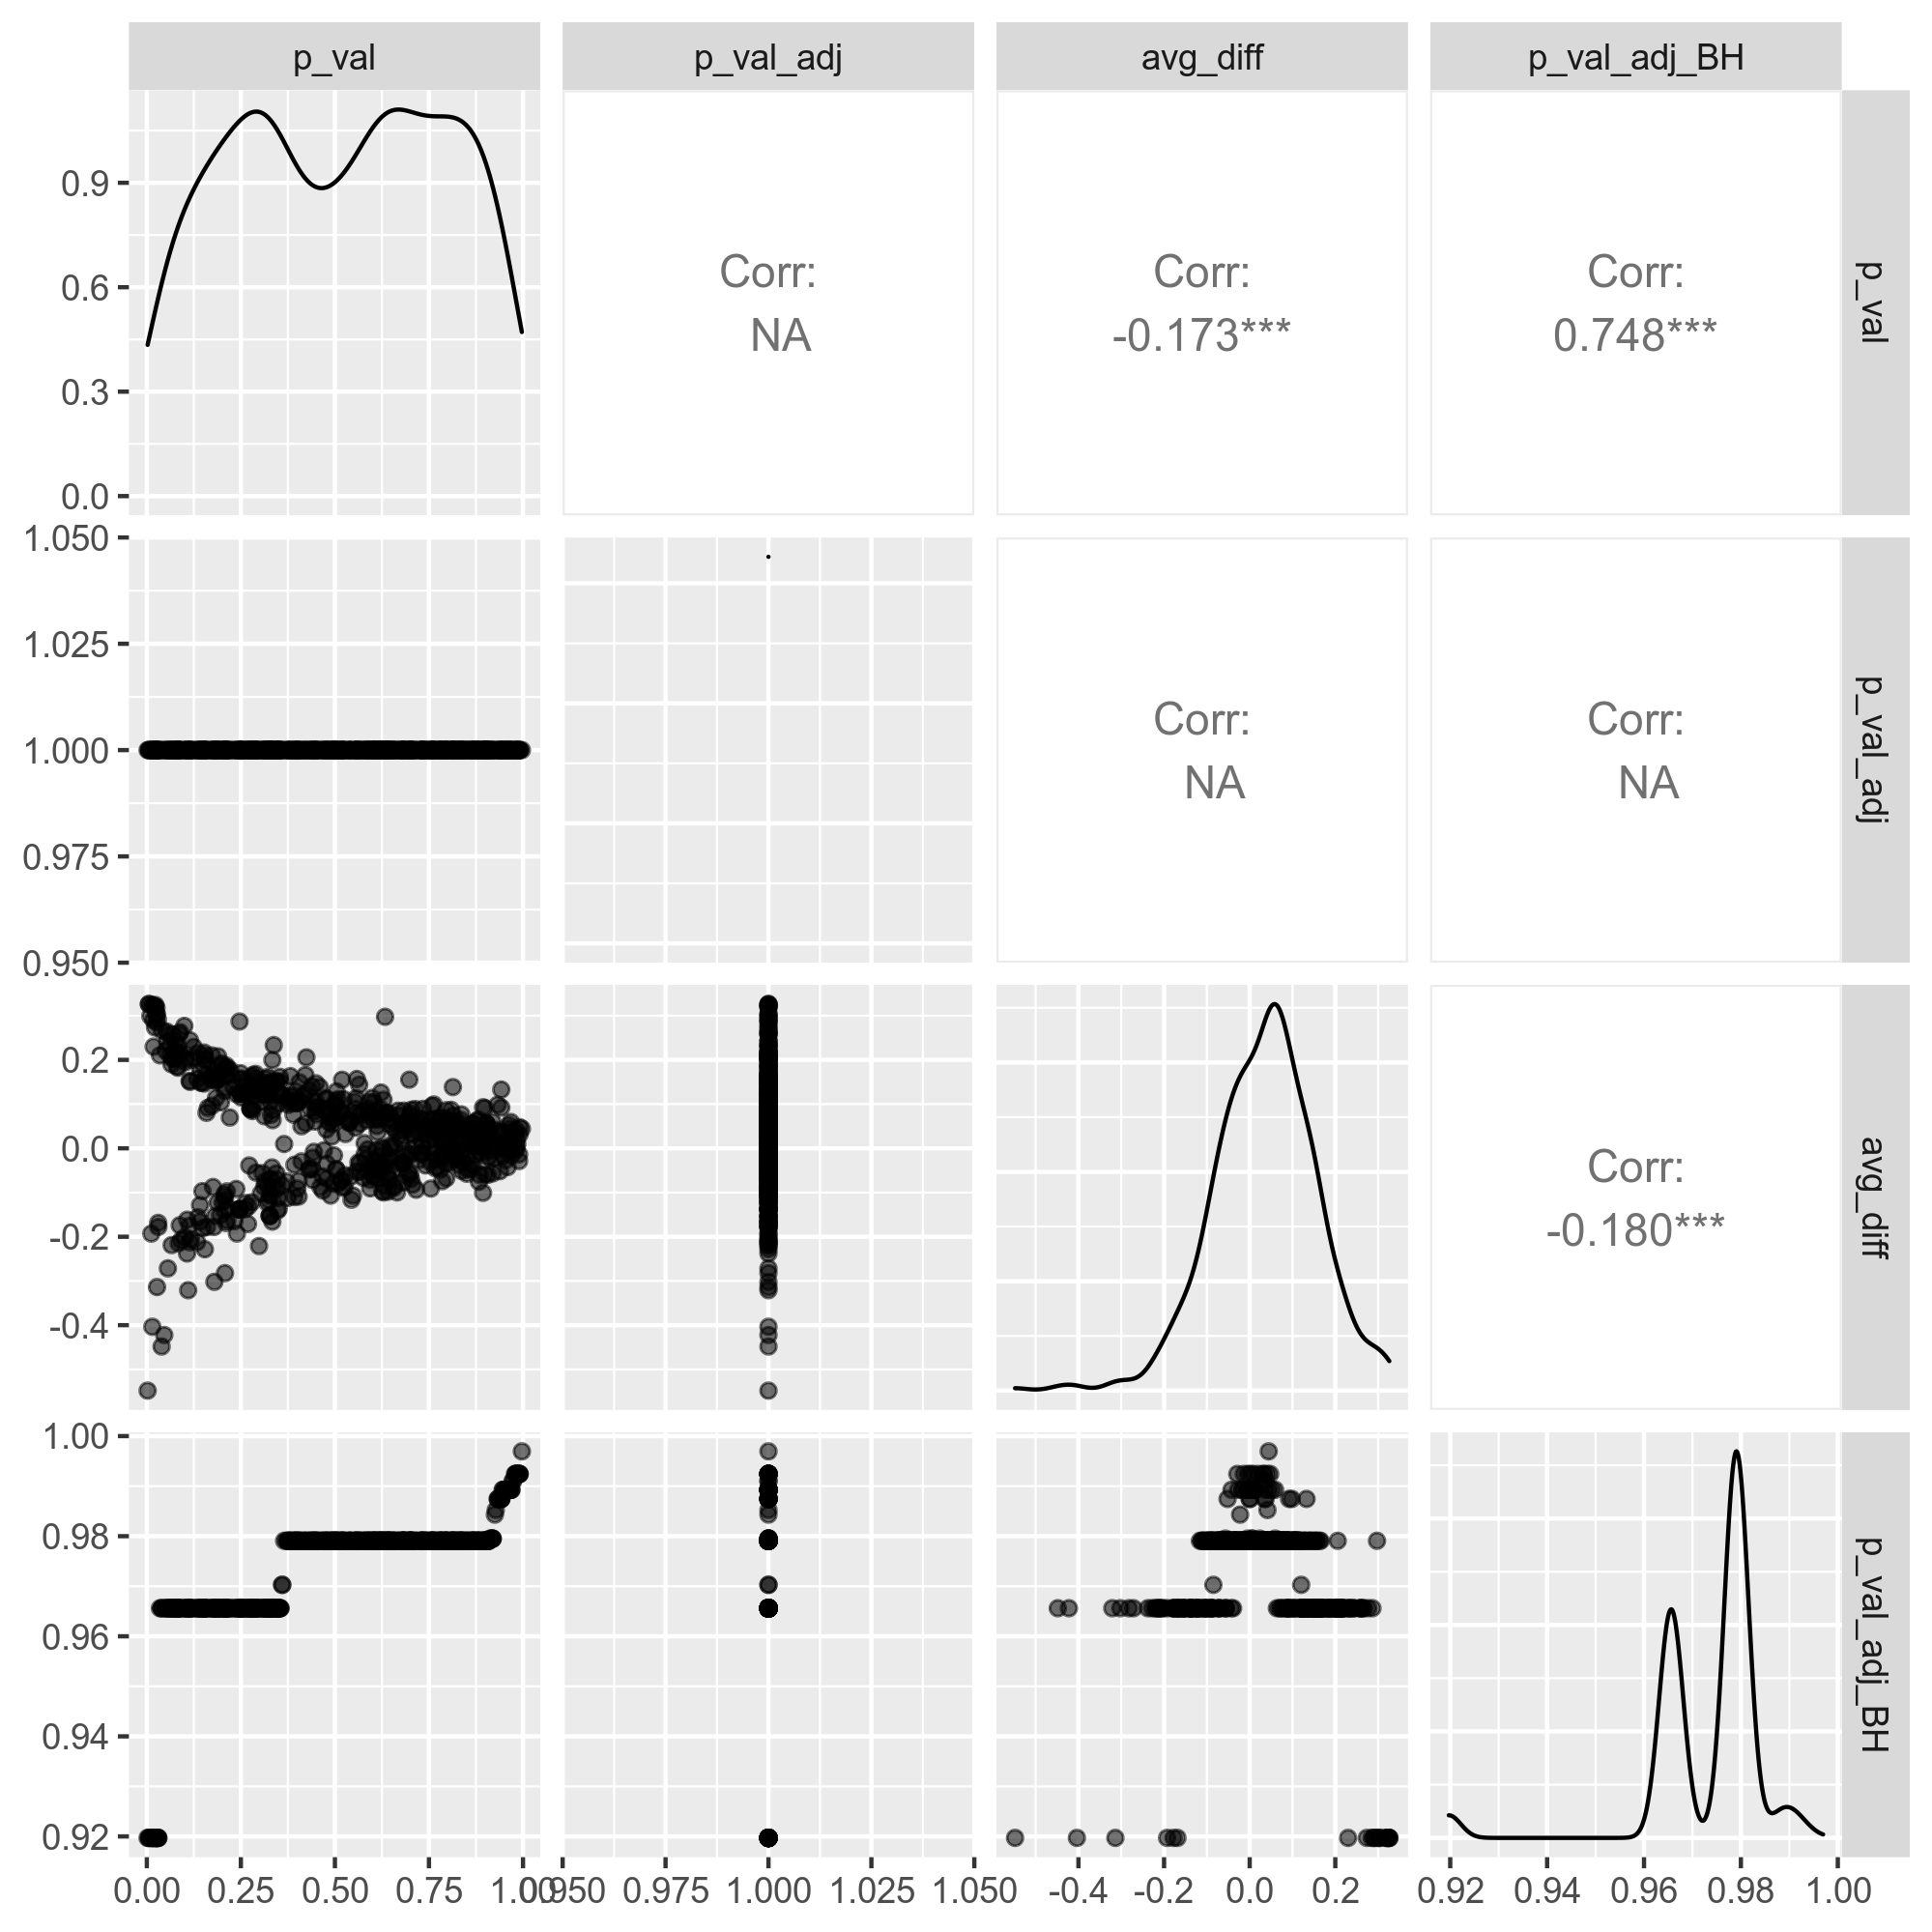 p_val
p_val_adj
avg_diff
p_val_adj_BH
0.9
0.6
0.3
0.0
Corr:
NA
Corr:
-0.173***
Corr:
0.748***
p_val
1.050
1.025
1.000
0.975
0.950
Corr:
NA
Corr:
NA
p_val_adj
0.2
0.0
-0.2
-0.4
Corr:
-0.180***
avg_diff
1.00
0.98
0.96
0.94
0.92
p_val_adj_BH
0.00 0.25 0.50 0.75 1.00
0.950 0.975 1.000 1.025 1.050
-0.4 -0.2 0.0 0.2
0.92 0.94 0.96 0.98 1.00